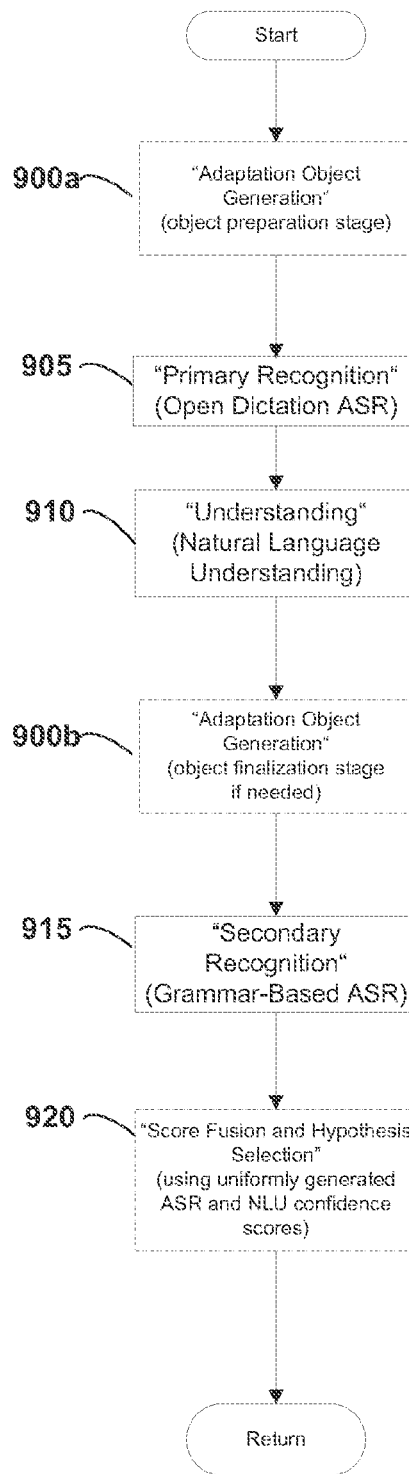 Start
900a
“Adaptation Object
Generation“
(object preparation stage)
905
“Primary Recognition“
(Open Dictation ASR)
910
“Understanding“
(Natural Language
Understanding)
900b
“Adaptation Object
Generation“
(object finalization stage
if needed)
915
“Secondary
Recognition“
(Grammar-Based ASR)
920
“Score Fusion and Hypothesis
Selection”
(using uniformly generated
ASR and NLU confidence
scores)
Return